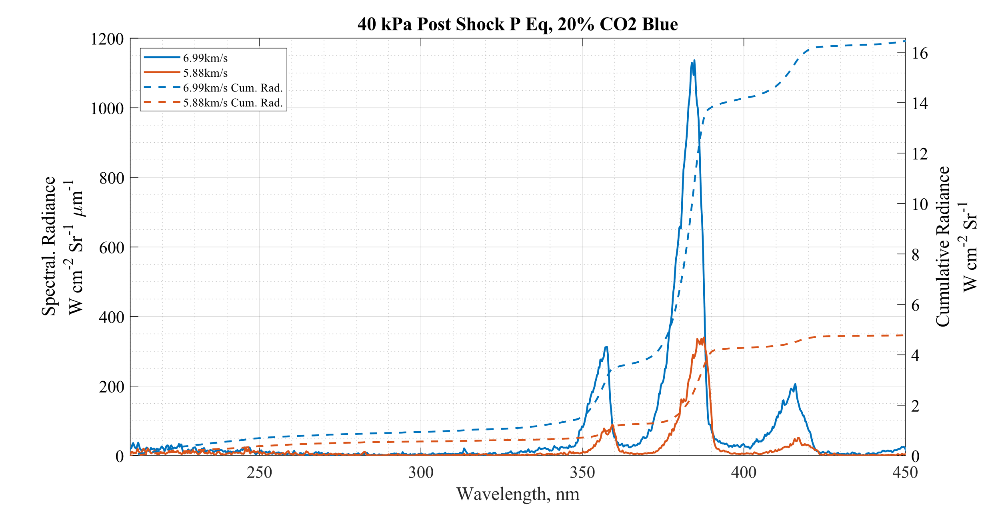 40 kPa Post Shock P Eq, 20% CO2 Blue
6.99km/s
5.88km/s
6.99km/s Cum. Rad.
5.88km/s Cum. Rad.
1200
1000
800
600
400
200
0
Spectral. Radiance
W cm-2 Sr-1 μm-1
16
14
12
10
8
6
4
2
0
Cumulative Radiance
W cm-2 Sr-1
250
300
350
400
450
Wavelength, nm